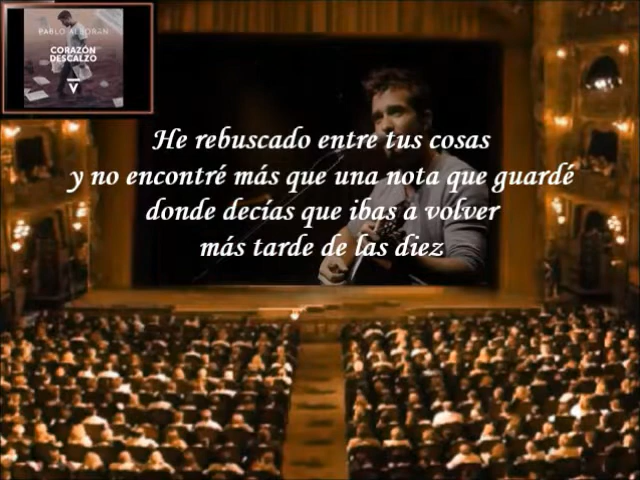 PABLO ALBORÁN
CORAZÓN
DESCALZO
V
He rebuscado entre tus cosas
y no encontré más que una nota que guardé
donde decías que ibas a volver
más tarde de las diez